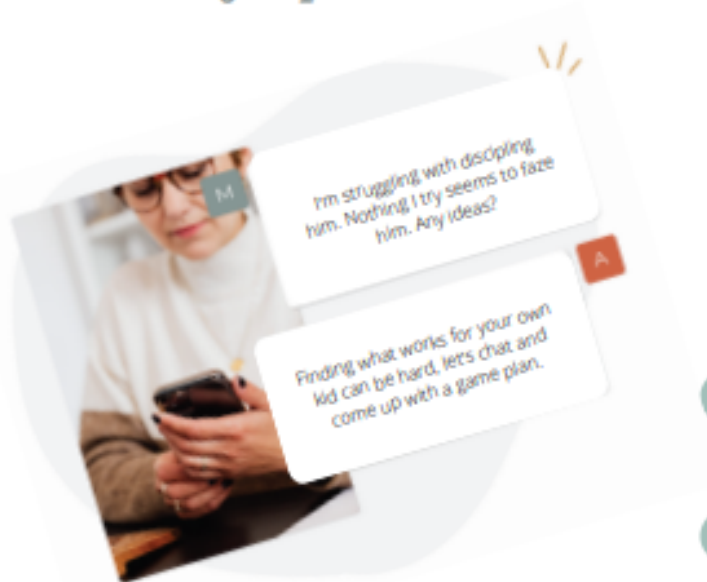 M
I'm struggling with discipling
him. Nothing I try seems to faze
him. Any ideas?
A
Finding what works for your own
kid can be hard, let's chat and
come up with a game plan.